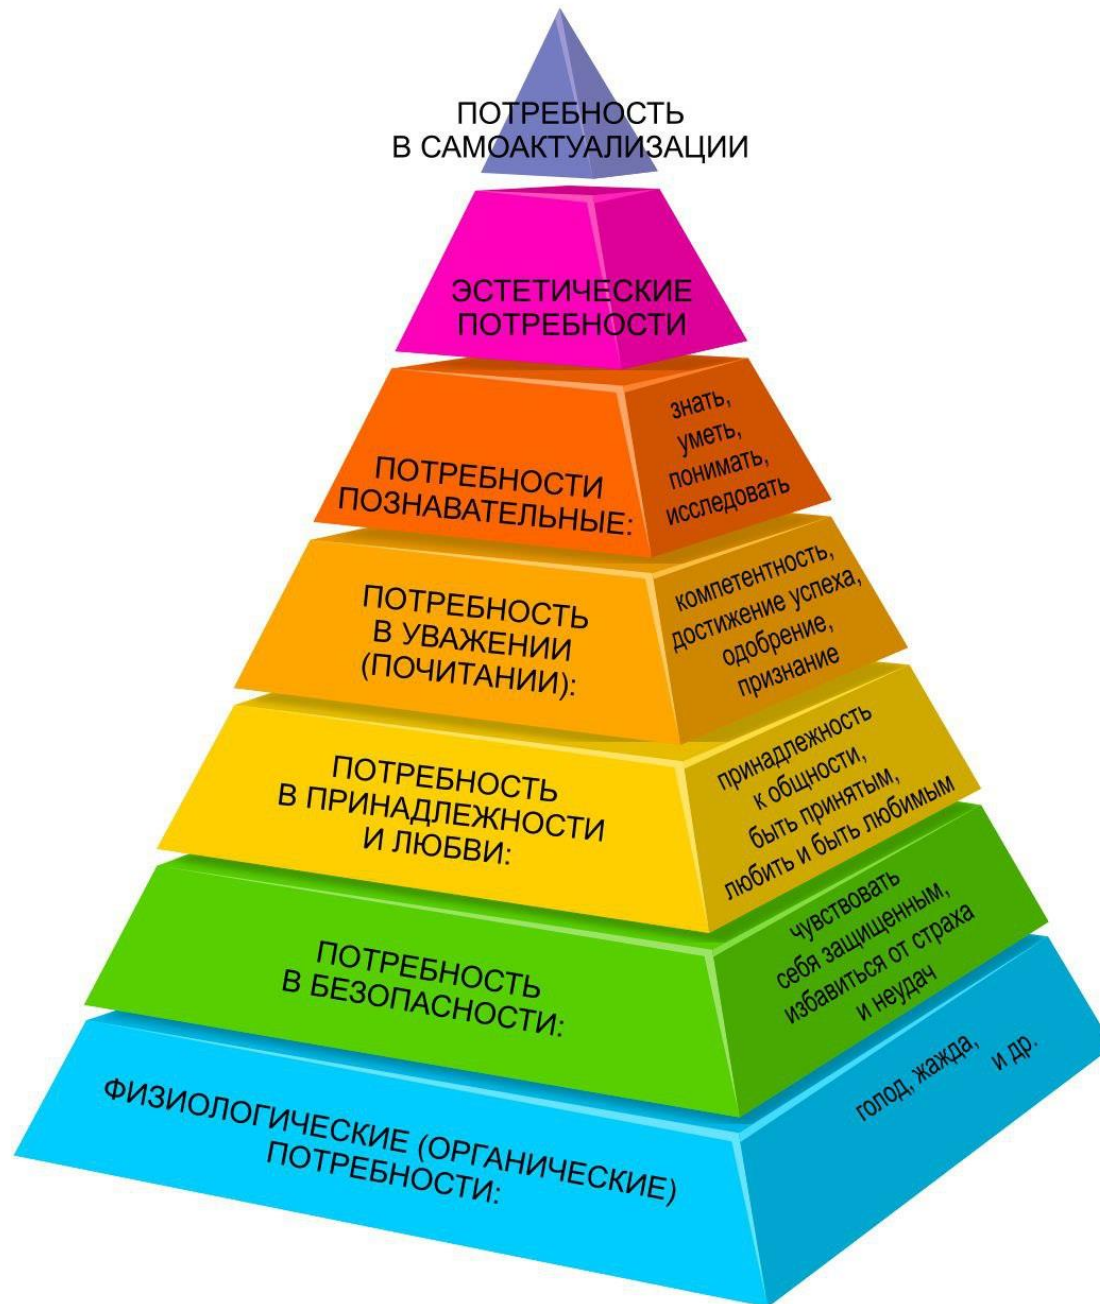 ПОТРЕБНОСТЬ
В САМОАКТУАЛИЗАЦИИ
ЭСТЕТИЧЕСКИЕ
ПОТРЕБНОСТИ
ПОТРЕБНОСТИ
ПОЗНАВАТЕЛЬНЫЕ:
знать,
уметь,
понимать,
исследовать
ПОТРЕБНОСТЬ
В УВАЖЕНИИ
(ПОЧИТАНИИ):
компетентность,
достижение успеха,
одобрение,
признание
ПОТРЕБНОСТЬ
В ПРИНАДЛЕЖНОСТИ
И ЛЮБВИ:
принадлежность
к общности,
быть принятым,
любить и быть любимым
ПОТРЕБНОСТЬ
В БЕЗОПАСНОСТИ:
чувствовать
себя защищенным,
избавиться от страха
и неудач
ФИЗИОЛОГИЧЕСКИЕ (ОРГАНИЧЕСКИЕ)
ПОТРЕБНОСТИ:
голод, жажда, и др.